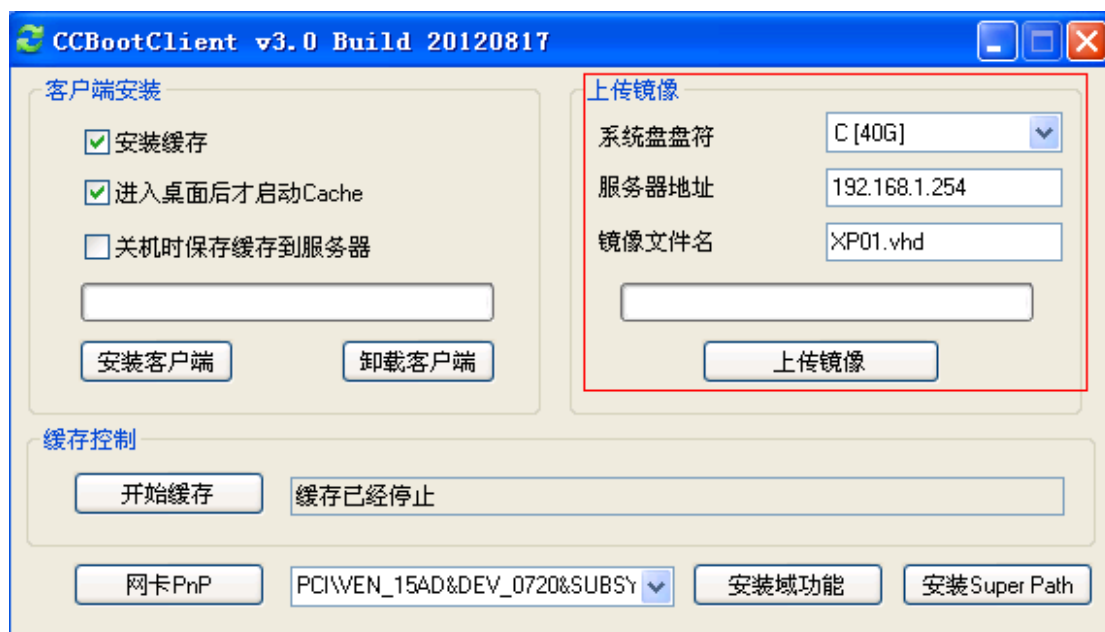 CCBootClient v3.0 Build 20120817
客户端安装
安装缓存
进入桌面后才启动Cache
关机时保存缓存到服务器
安装客户端
卸载客户端
上传镜像
系统盘盘符
C [40G]
服务器地址
192.168.1.254
镜像文件名
XP01.vhd
上传镜像
缓存控制
开始缓存
缓存已经停止
网卡PnP
PCI\VEN_15AD&DEV_0720&SUBSY
安装域功能
安装Super Path